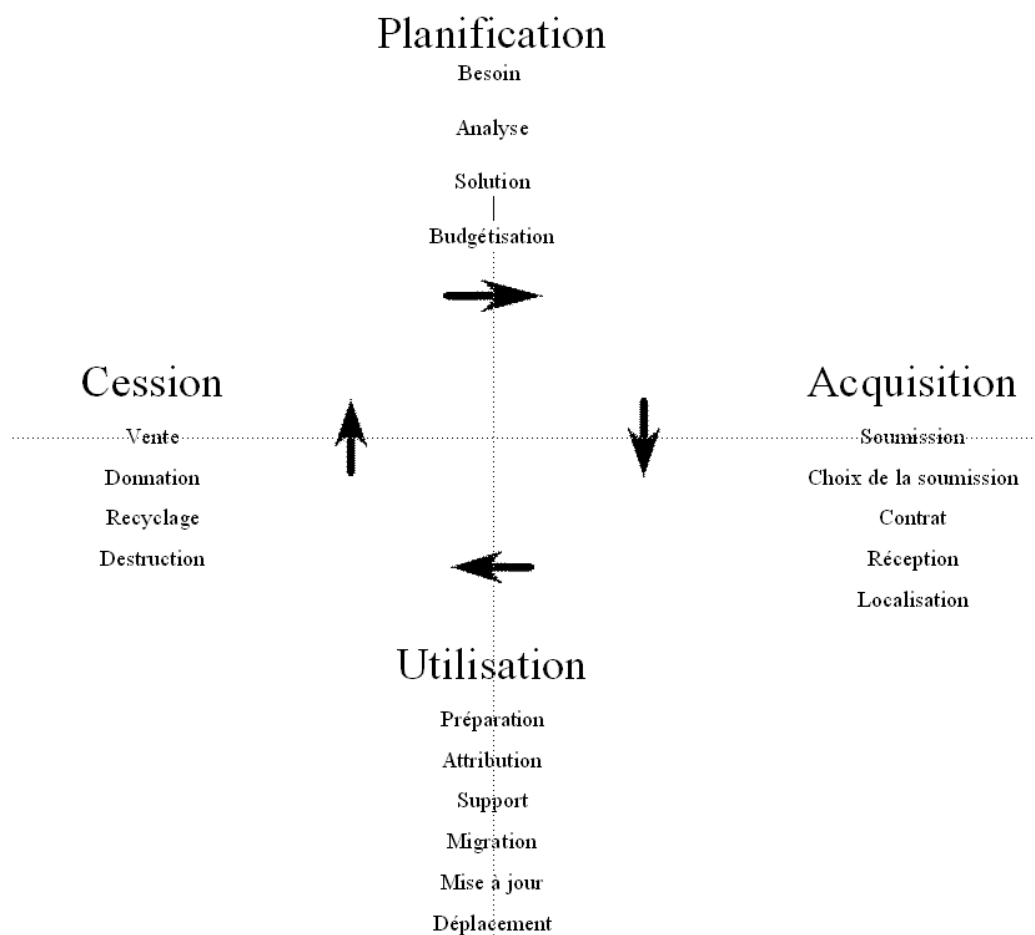 Planification
Besoin
Analyse
Solution
Budgétisation
Cession
Vente
Donnation
Recyclage
Destruction
Acquisition
Soumission
Choix de la soumission
Contrat
Réception
Localisation
Utilisation
Préparation
Attribution
Support
Migration
Mise à jour
Déplacement